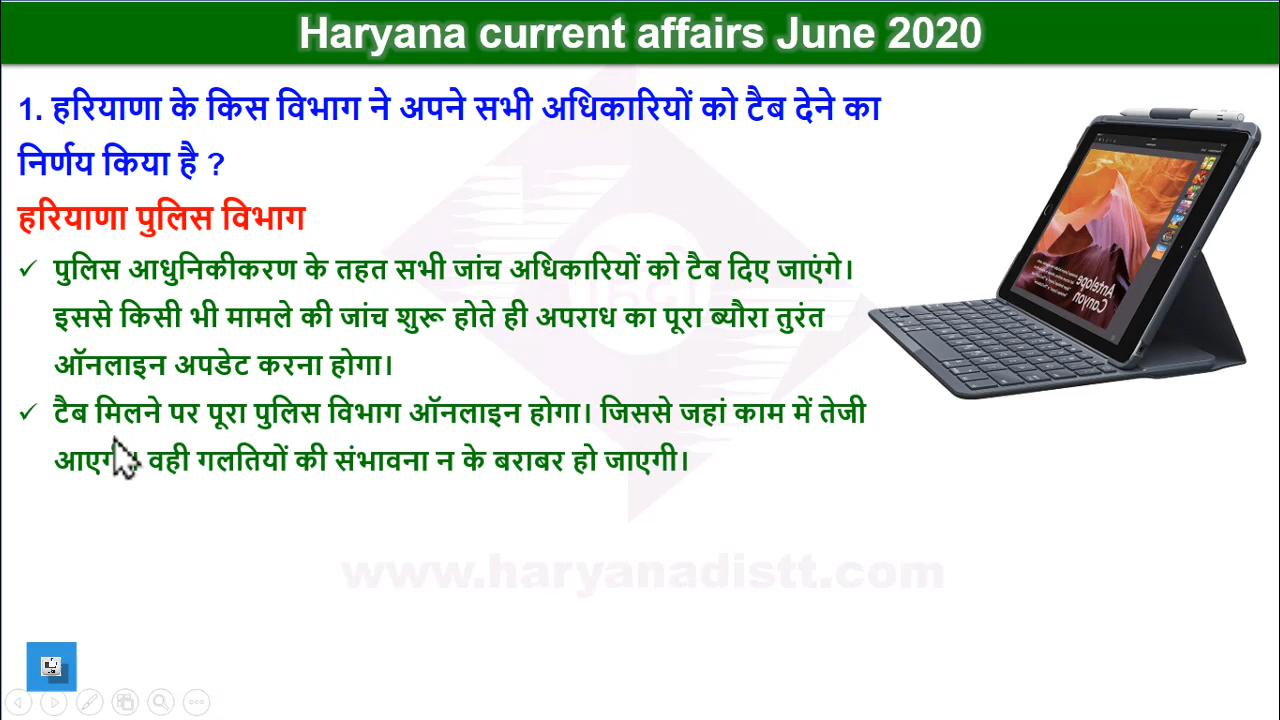 Haryana current affairs June 2020
1. हरियाणा के किस विभाग ने अपने सभी अधिकारियों को टैब देने का
निर्णय किया है ?
हरियाणा पुलिस विभाग
✓ पुलिस आधुनिकीकरण के तहत सभी जांच अधिकारियों को टैब दिए जाएंगे।
इससे किसी भी मामले की जांच शुरू होते ही अपराध का पूरा ब्यौरा तुरंत
ऑनलाइन अपडेट करना होगा।
✓ टैब मिलने पर पूरा पुलिस विभाग ऑनलाइन होगा। जिससे जहां काम में तेजी
वही गलतियों की संभावना न के बराबर हो जाएगी।
www.haryanadistt.com
Antelope
Canyon